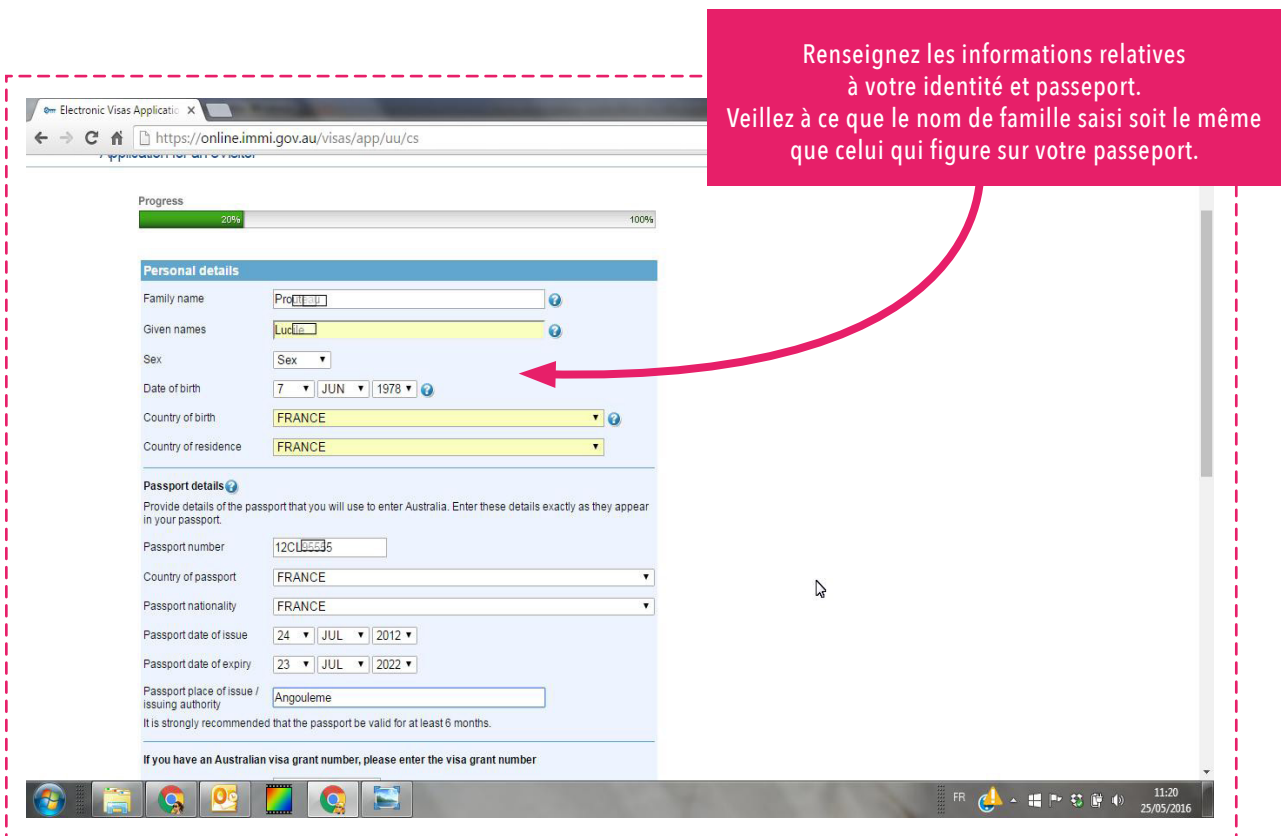 Renseignez les informations relatives
à votre identité et passeport.
Veillez à ce que le nom de famille saisi soit le même
que celui qui figure sur votre passeport.
Electronic Visas Applicatio
https://online.immi.gov.au/visas/app/uu/cs
Progress
20% 100%
Personal details
Family name
Given names
Sex Sex
Date of birth 7 JUN 1978
Country of birth FRANCE
Country of residence FRANCE
Passport details
Provide details of the passport that you will use to enter Australia. Enter these details exactly as they appear
in your passport.
Passport number
Country of passport FRANCE
Passport nationality FRANCE
Passport date of issue 24 JUL 2012
Passport date of expiry 23 JUL 2022
Passport place of issue /
issuing authority Angouleme
It is strongly recommended that the passport be valid for at least 6 months.
If you have an Australian visa grant number, please enter the visa grant number
FR 11:20
25/05/2016